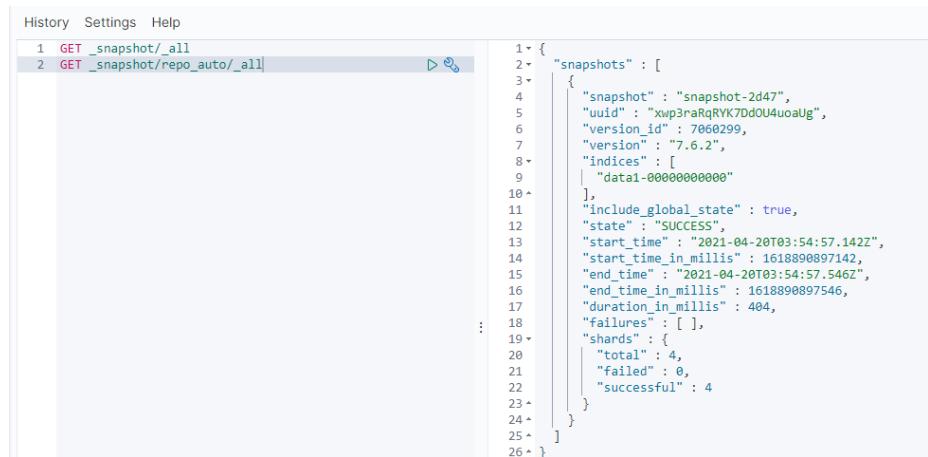 History Settings Help
1 GET _snapshot/_all
2 GET _snapshot/repo_auto/_all
1 {
2 "snapshots" : [
3 {
4 "snapshot" : "snapshot-2d47",
5 "uuid" : "xwp3raRqRYK7DdOU4uoaUg",
6 "version_id" : 7060299,
7 "version" : "7.6.2",
8 "indices" : [
9 "data1-00000000000"
10 ],
11 "include_global_state" : true,
12 "state" : "SUCCESS",
13 "start_time" : "2021-04-20T03:54:57.142Z",
14 "start_time_in_millis" : 1618890897142,
15 "end_time" : "2021-04-20T03:54:57.546Z",
16 "end_time_in_millis" : 1618890897546,
17 "duration_in_millis" : 404,
18 "failures" : [ ],
19 "shards" : {
20 "total" : 4,
21 "failed" : 0,
22 "successful" : 4
23 }
24 }
25 ]
26 }